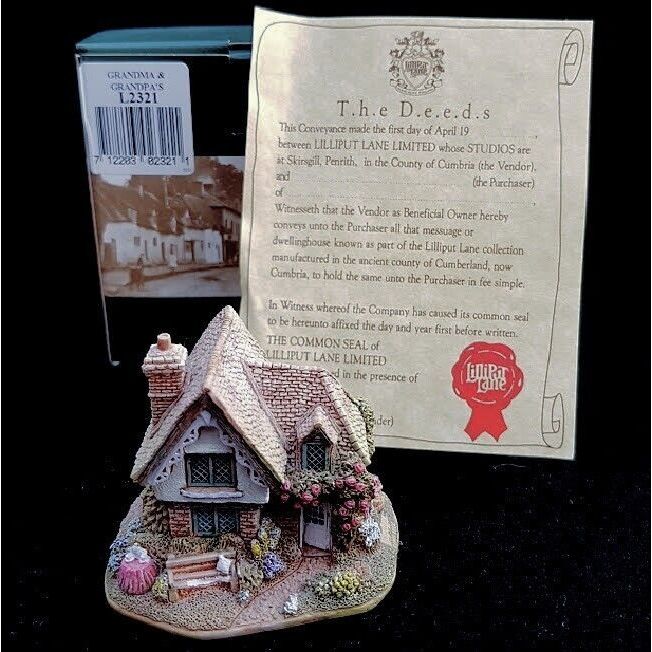 GRANDMA &
GRANDPA'S
L2321
7 12203 02321 1
LILLIPUT
LANE
T.h.e D.e.e.d.s
This Conveyance made the first day of April 19
between LILLIPUT LANE LIMITED whose STUDIOS are
at Skirsgill, Penrith, in the County of Cumbria (the Vendor),
and (the Purchaser)
of
Witnesseth that the Vendor as Beneficial Owner hereby
conveys unto the Purchaser all that messuage or
dwellinghouse known as part of the Lilliput Lane collection
manufactured in the ancient county of Cumberland, now
Cumbria, to hold the same unto the Purchaser in fee simple.
In Witness whereof the Company has caused its common seal
to be hereunto affixed the day and year first before written.
THE COMMON SEAL of
LILLIPUT LANE LIMITED
in the presence of
LILLIPUT
LANE